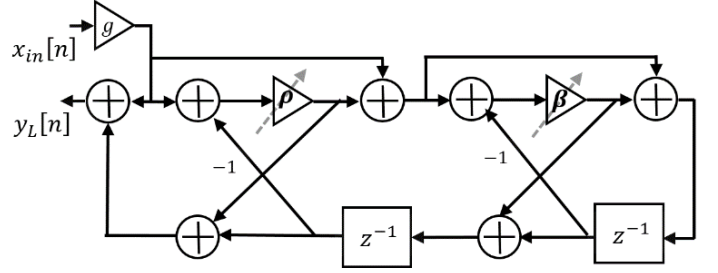 g
x_{in}[n]
ρ
β
y_L[n]
−1
−1
z^{−1}
z^{−1}